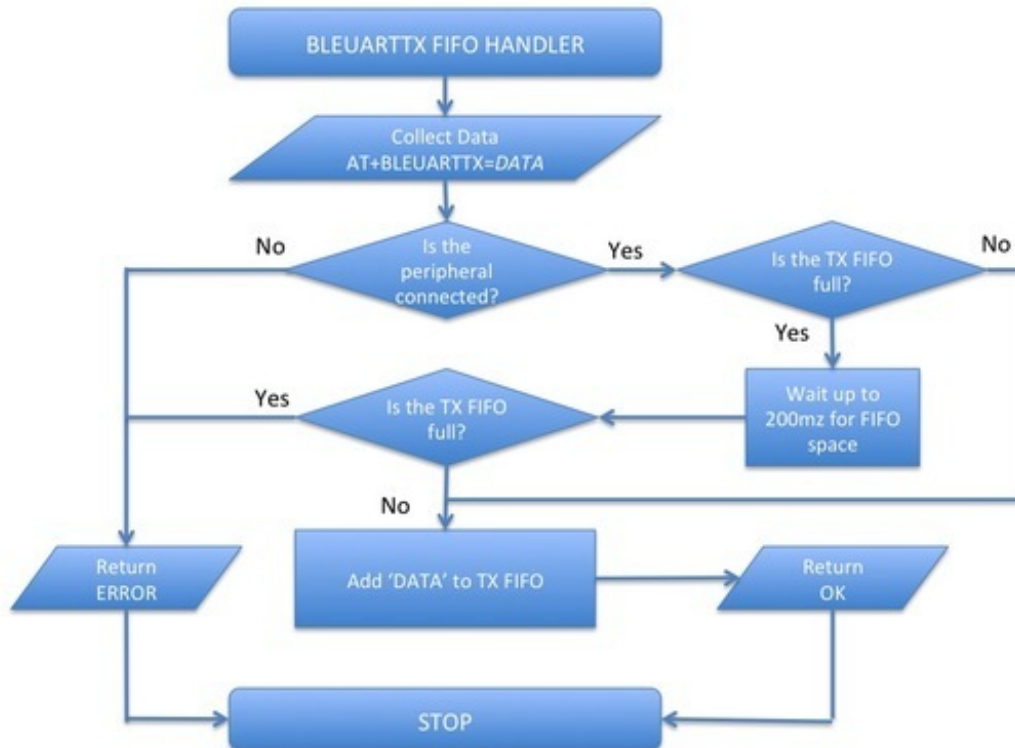 BLEUARTTX FIFO HANDLER
Collect Data
AT+BLEUARTTX=DATA
No
Is the
peripheral
connected?
Yes
Is the TX FIFO
full?
No
Yes
Wait up to
200mz for FIFO
space
Is the TX FIFO
full?
Yes
No
Return
ERROR
Add ‘DATA’ to TX FIFO
Return
OK
STOP